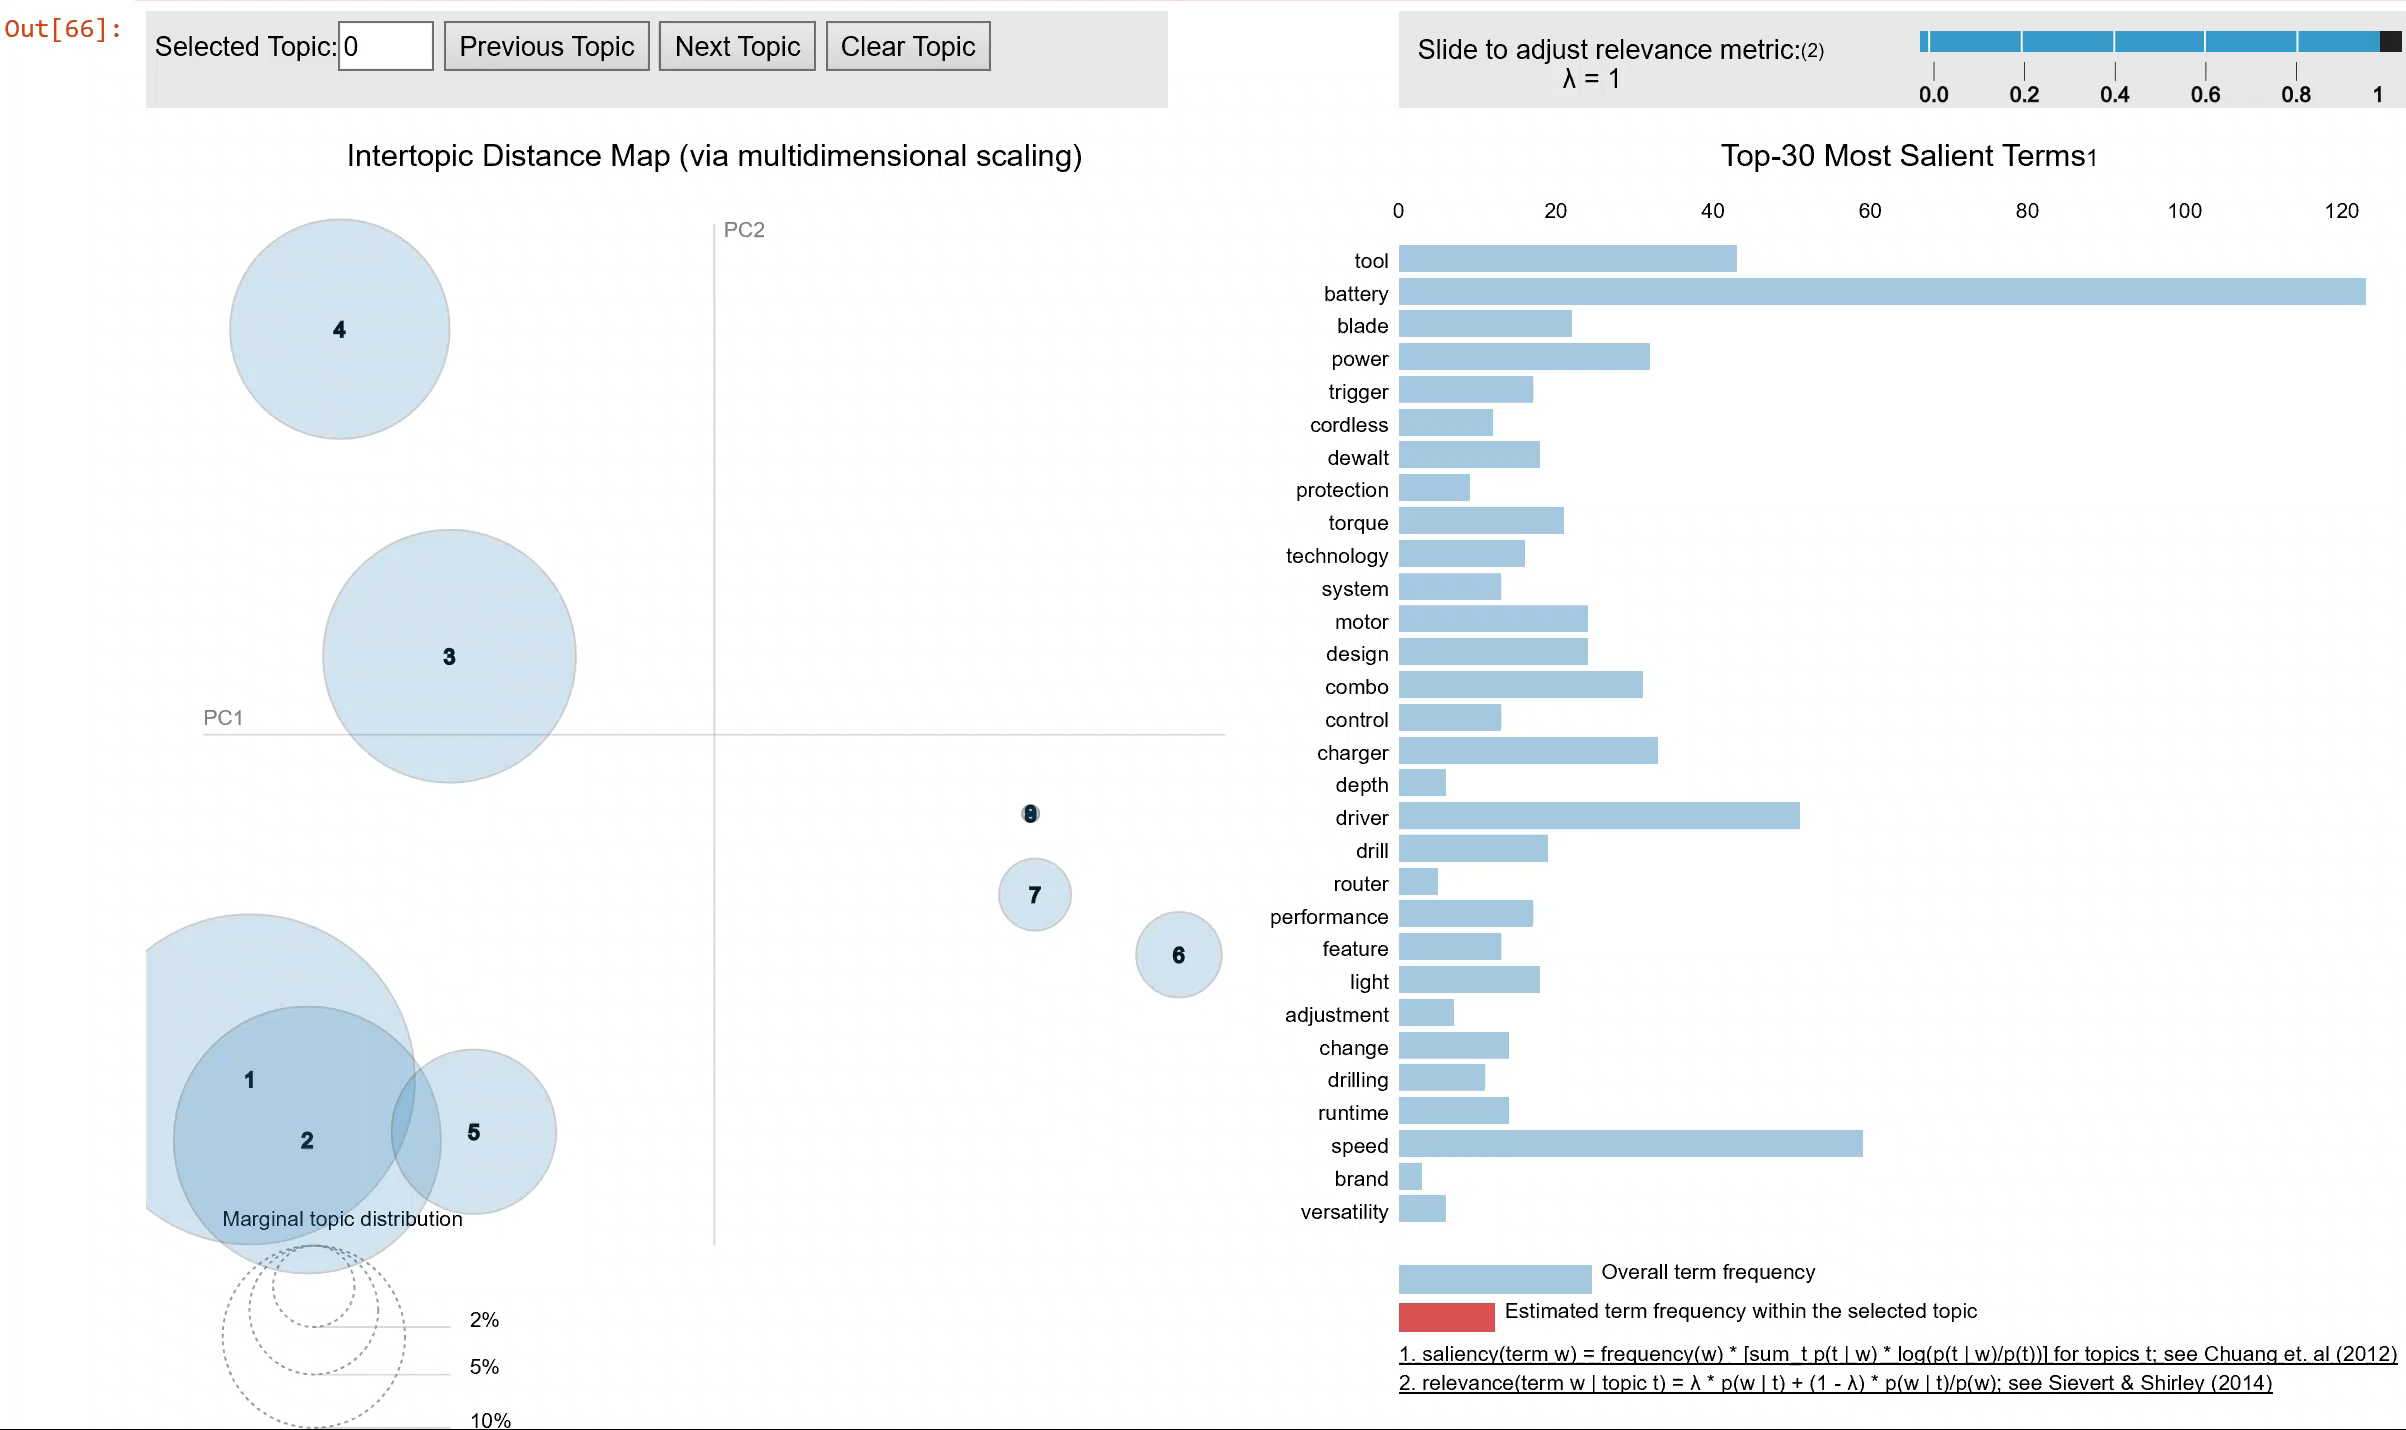 Out[66]:
Selected Topic: 0 Previous Topic Next Topic Clear Topic
Slide to adjust relevance metric:(2)
λ = 1
0.0 0.2 0.4 0.6 0.8 1
Intertopic Distance Map (via multidimensional scaling)
PC2
PC1
4
3
7
6
1
2
5
Marginal topic distribution
2%
5%
10%
Top-30 Most Salient Terms1
0 20 40 60 80 100 120
tool
battery
blade
power
trigger
cordless
dewalt
protection
torque
technology
system
motor
design
combo
control
charger
depth
driver
drill
router
performance
feature
light
adjustment
change
drilling
runtime
speed
brand
versatility
Overall term frequency
Estimated term frequency within the selected topic
1. saliency(term w) = frequency(w) * [sum_t p(t | w) * log(p(t | w)/p(t))] for topics t; see Chuang et. al (2012)
2. relevance(term w | topic t) = λ * p(w | t) + (1 - λ) * p(w | t)/p(w); see Sievert & Shirley (2014)